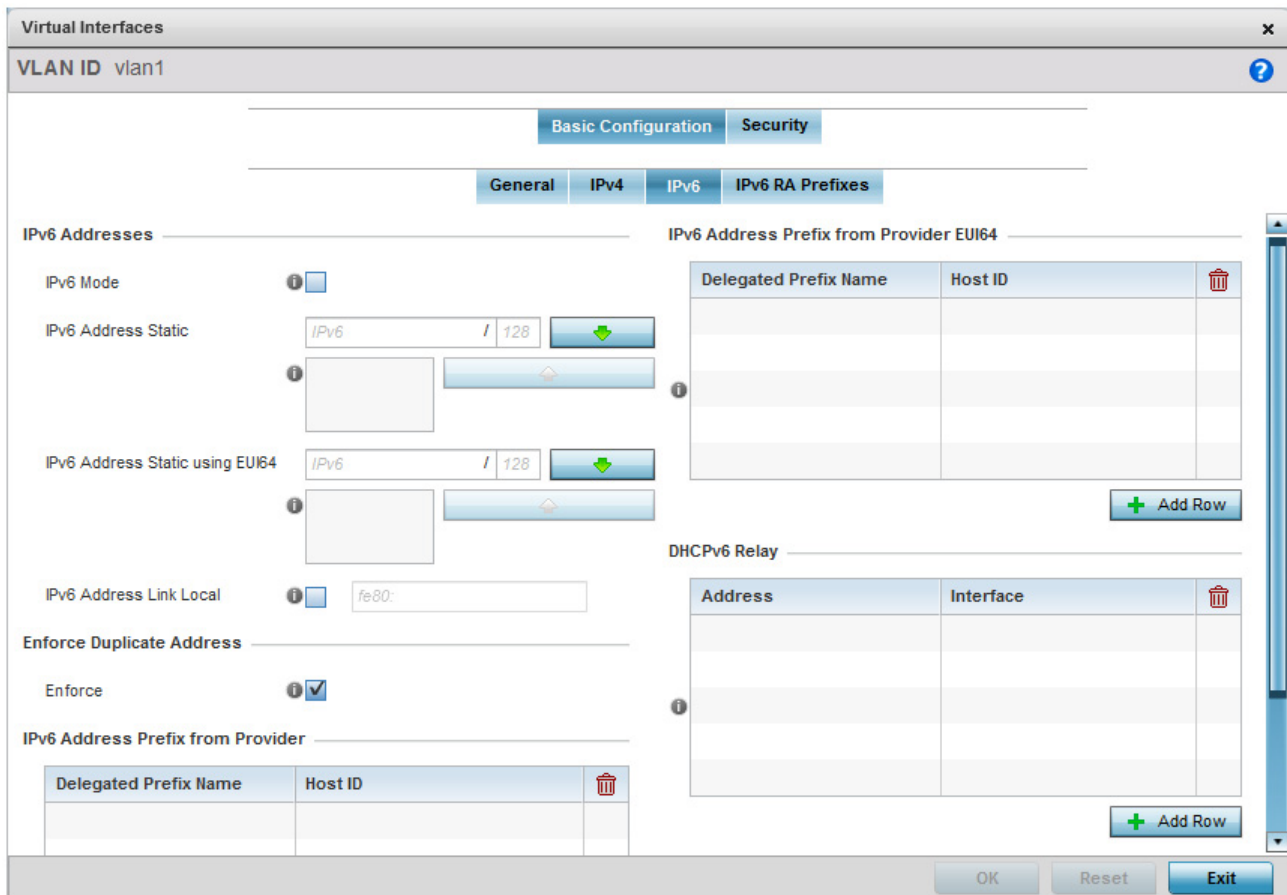 Virtual Interfaces
VLAN ID vlan1
Basic Configuration Security
General IPv4 IPv6 IPv6 RA Prefixes
IPv6 Addresses
IPv6 Mode
IPv6 Address Static IPv6 / 128
IPv6 Address Static using EUI64 IPv6 / 128
IPv6 Address Link Local fe80:
Enforce Duplicate Address
Enforce
IPv6 Address Prefix from Provider
Delegated Prefix Name Host ID
IPv6 Address Prefix from Provider EUI64
Delegated Prefix Name Host ID
Add Row
DHCPv6 Relay
Address Interface
Add Row
OK Reset Exit